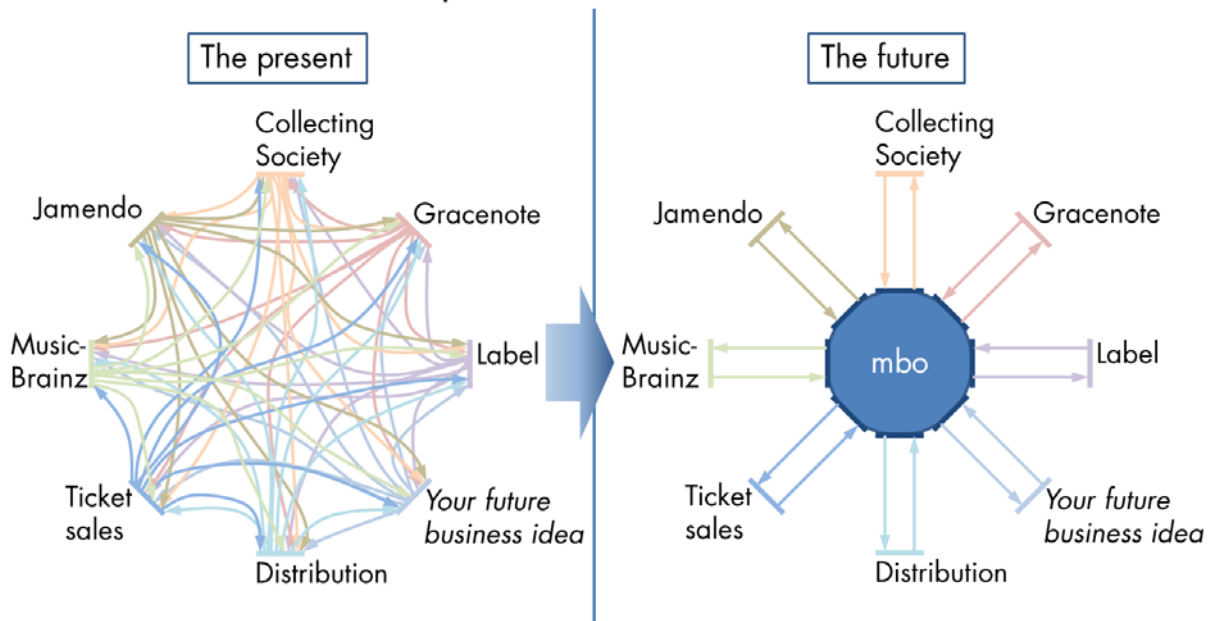 The present
Collecting
Society
Jamendo
Gracenote
Music-
Brainz
Label
Ticket
sales
Your future
business idea
Distribution
The future
Collecting
Society
Jamendo
Gracenote
Music-
Brainz
mbo
Label
Ticket
sales
Your future
business idea
Distribution